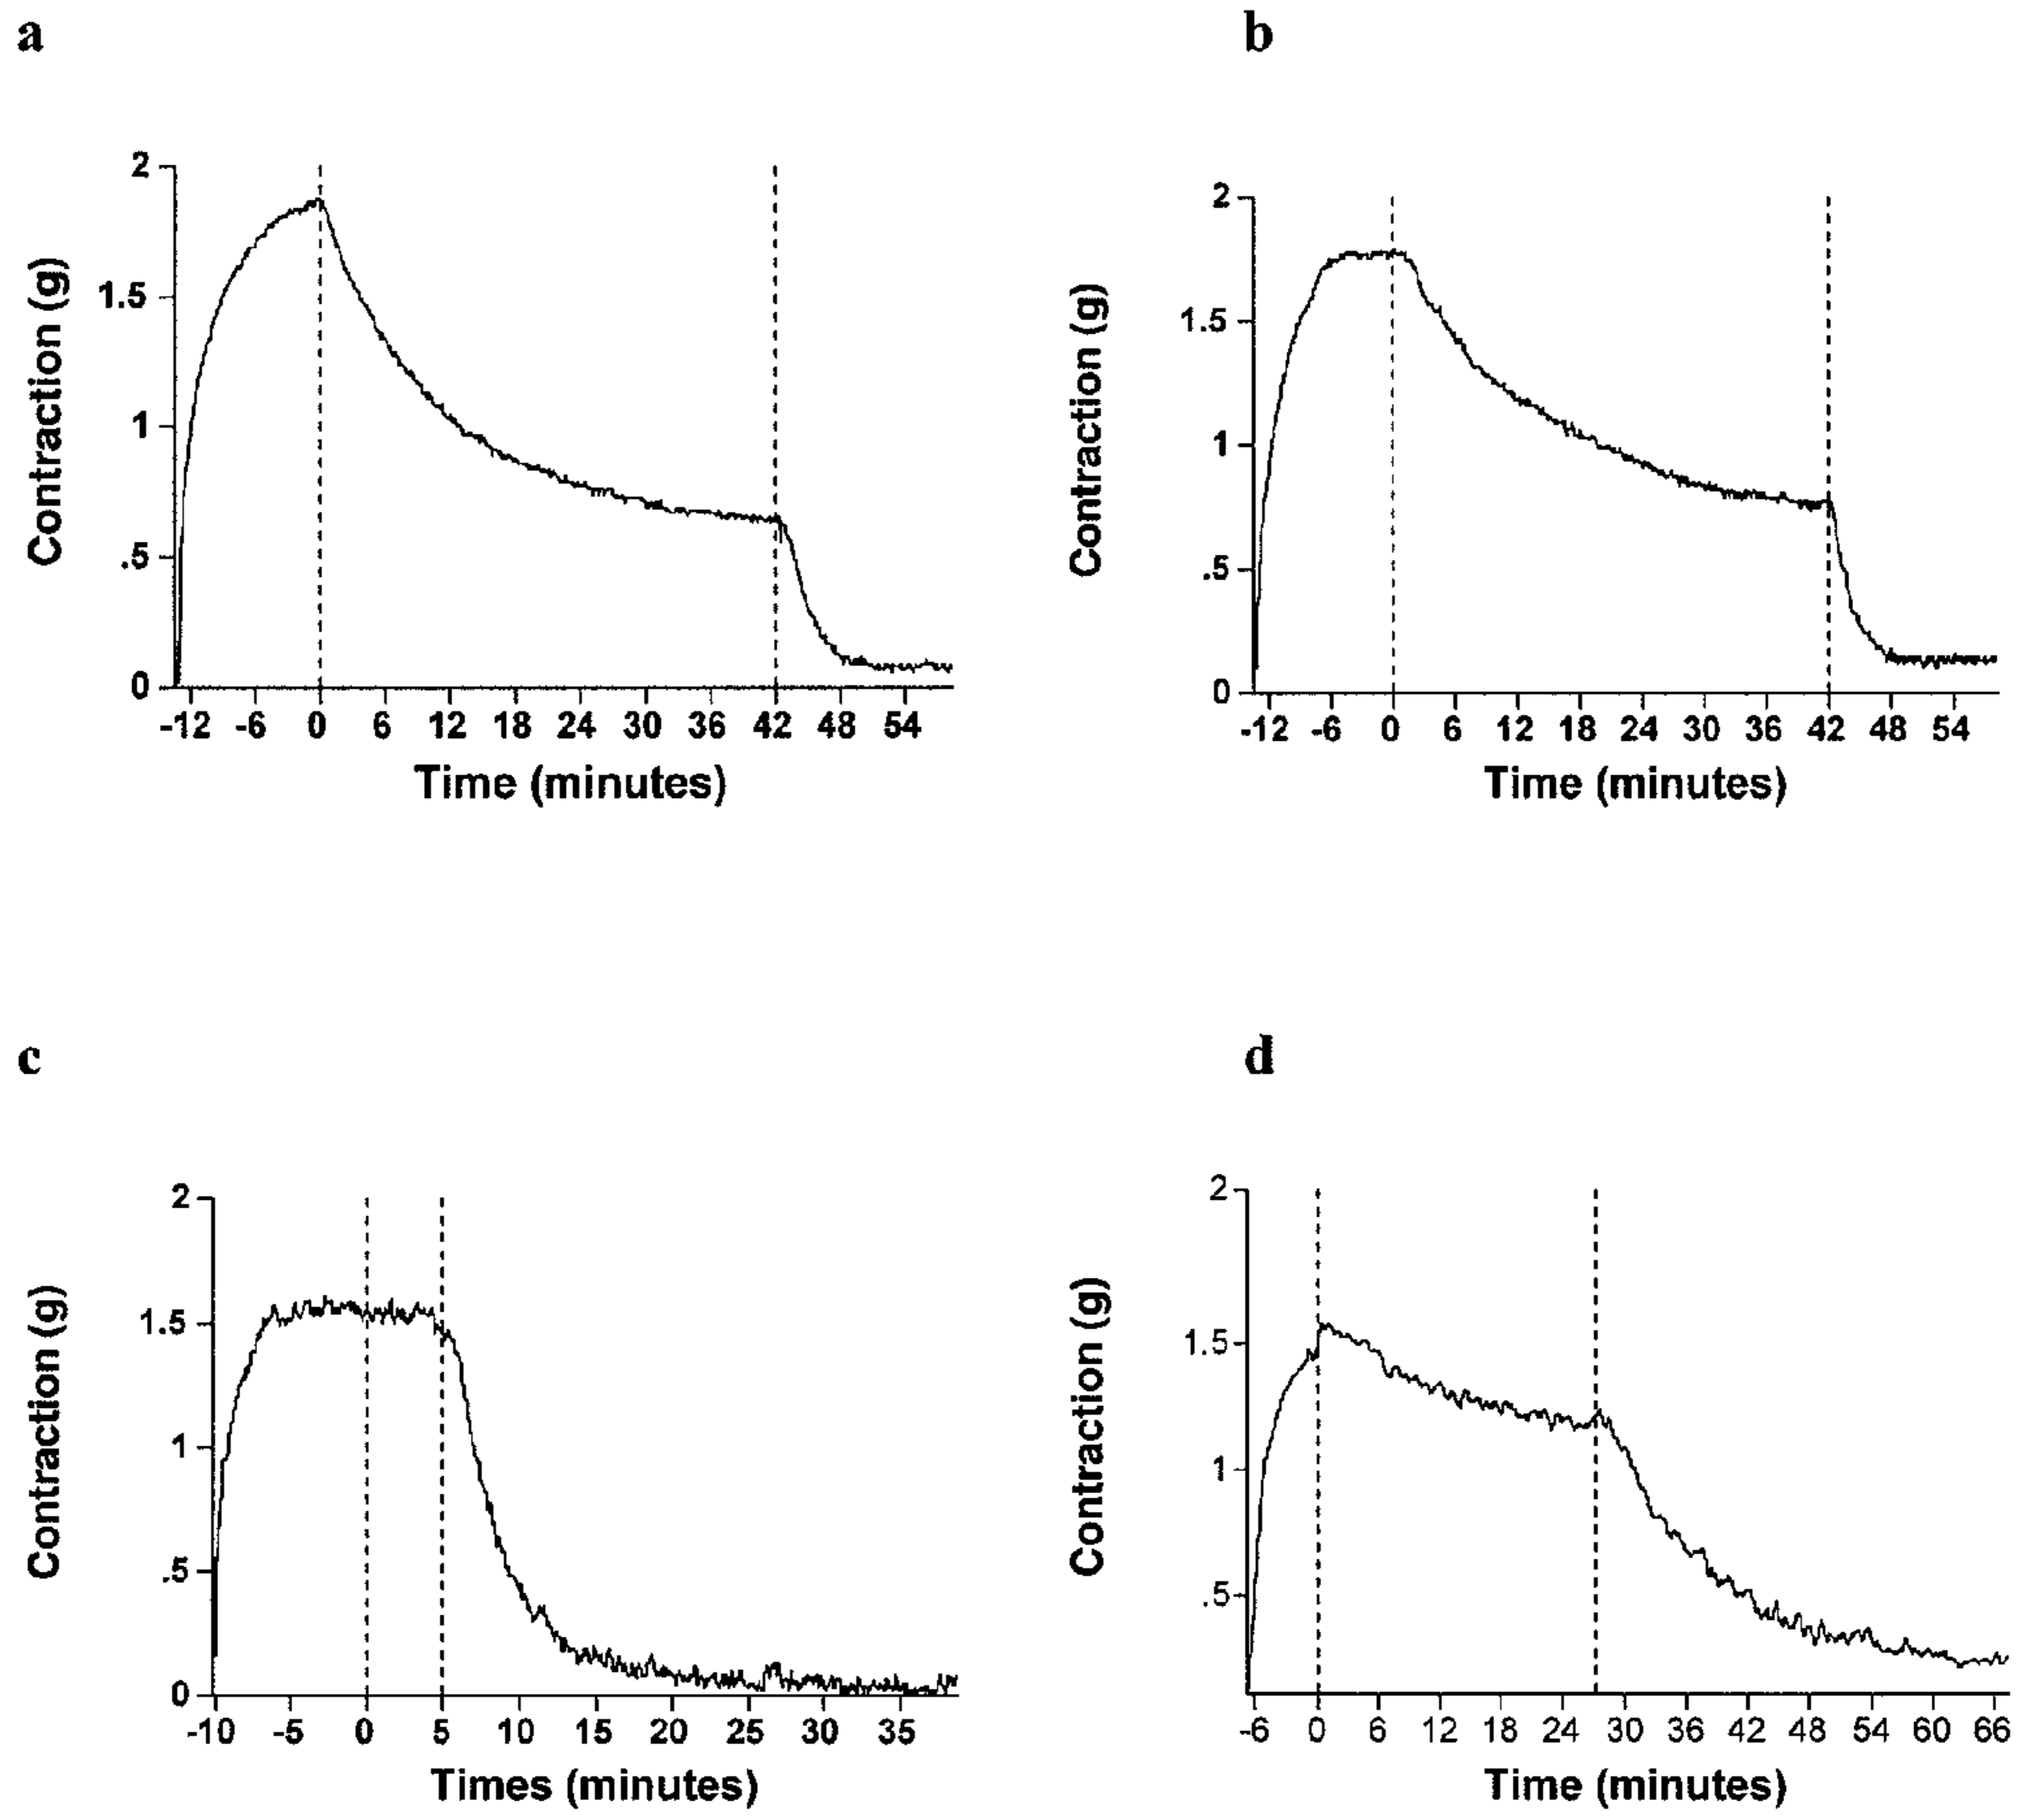 a
b
2
1.5
1
.5
0
Contraction (g)
-12 -6 0 6 12 18 24 30 36 42 48 54
Time (minutes)
2
1.5
1
.5
0
Contraction (g)
-12 -6 0 6 12 18 24 30 36 42 48 54
Time (minutes)
c
d
2
1.5
1
.5
0
Contraction (g)
-10 -5 0 5 10 15 20 25 30 35
Times (minutes)
2
1.5
1
.5
Contraction (g)
-6 0 6 12 18 24 30 36 42 48 54 60 66
Time (minutes)